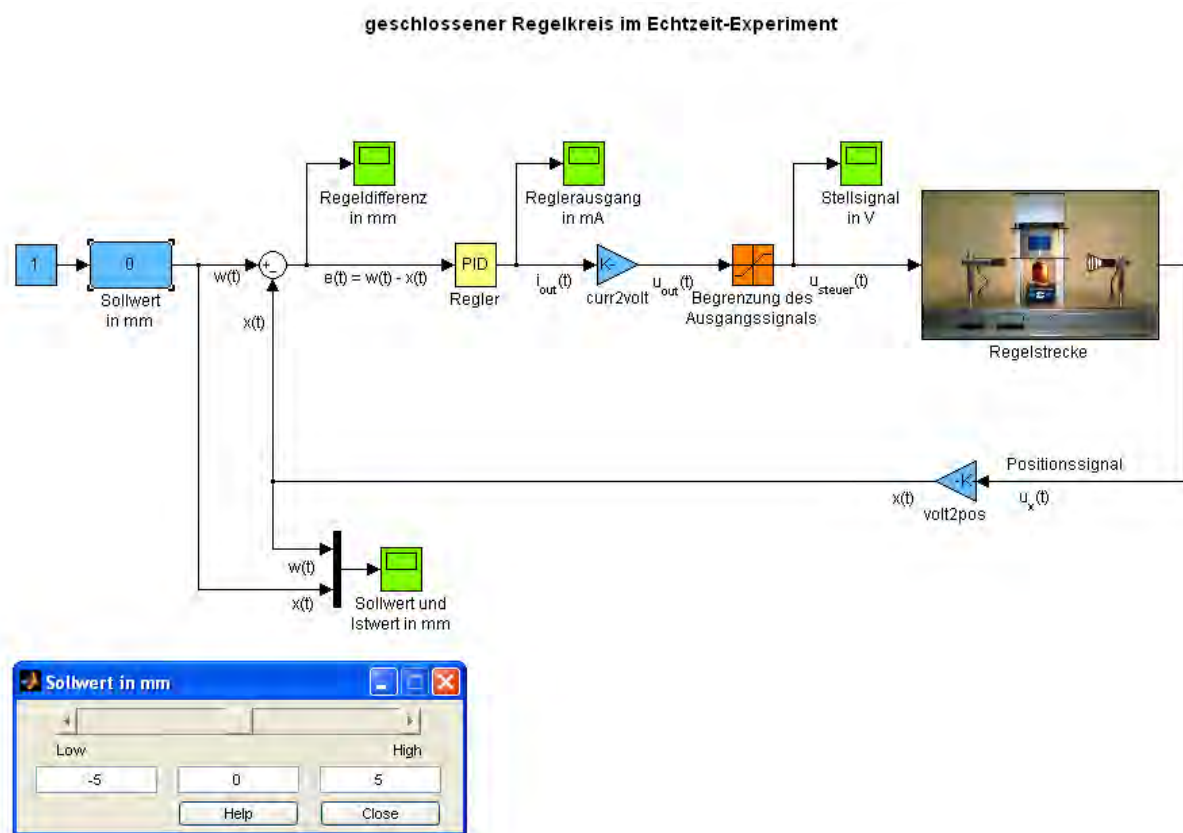 geschlossener Regelkreis im Echtzeit-Experiment
Regeldifferenz
in mm
Reglerausgang
in mA
Stellsignal
in V
1
0
Sollwert
in mm
w(t)
+
-
x(t)
e(t) = w(t) - x(t)
PID
Regler
i_out(t)
K-
curr2volt
u_out(t)
Begrenzung des
Ausgangssignals
u_steuer(t)
Regelstrecke
Positionssignal
-K-
x(t)
volt2pos
u_x(t)
w(t)
x(t)
Sollwert und
Istwert in mm
Sollwert in mm
Low
High
-5
0
5
Help
Close